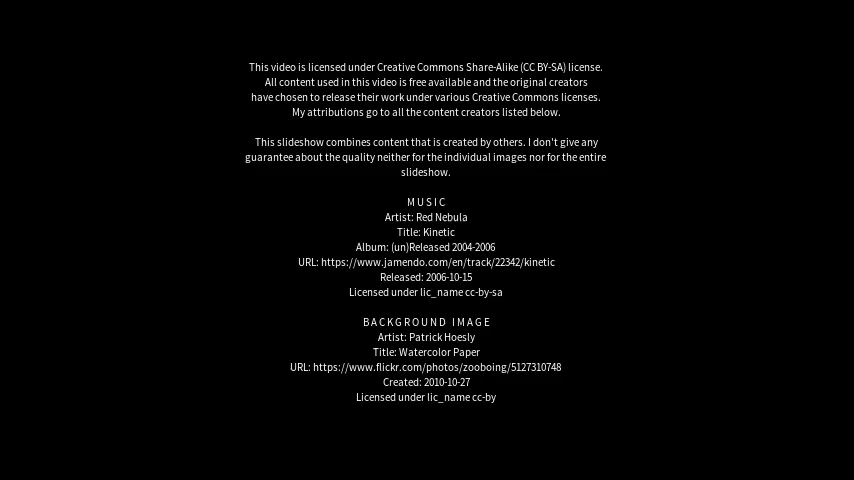 This video is licensed under Creative Commons Share-Alike (CC BY-SA) license.
All content used in this video is free available and the original creators
have chosen to release their work under various Creative Commons licenses.
My attributions go to all the content creators listed below.
This slideshow combines content that is created by others. I don't give any
guarantee about the quality neither for the individual images nor for the entire
slideshow.
MUSIC
Artist: Red Nebula
Title: Kinetic
Album: (un)Released 2004-2006
URL: https://www.jamendo.com/en/track/22342/kinetic
Released: 2006-10-15
Licensed under lic_name cc-by-sa
BACKGROUND IMAGE
Artist: Patrick Hoesly
Title: Watercolor Paper
URL: https://www.flickr.com/photos/zooboing/5127310748
Created: 2010-10-27
Licensed under lic_name cc-by